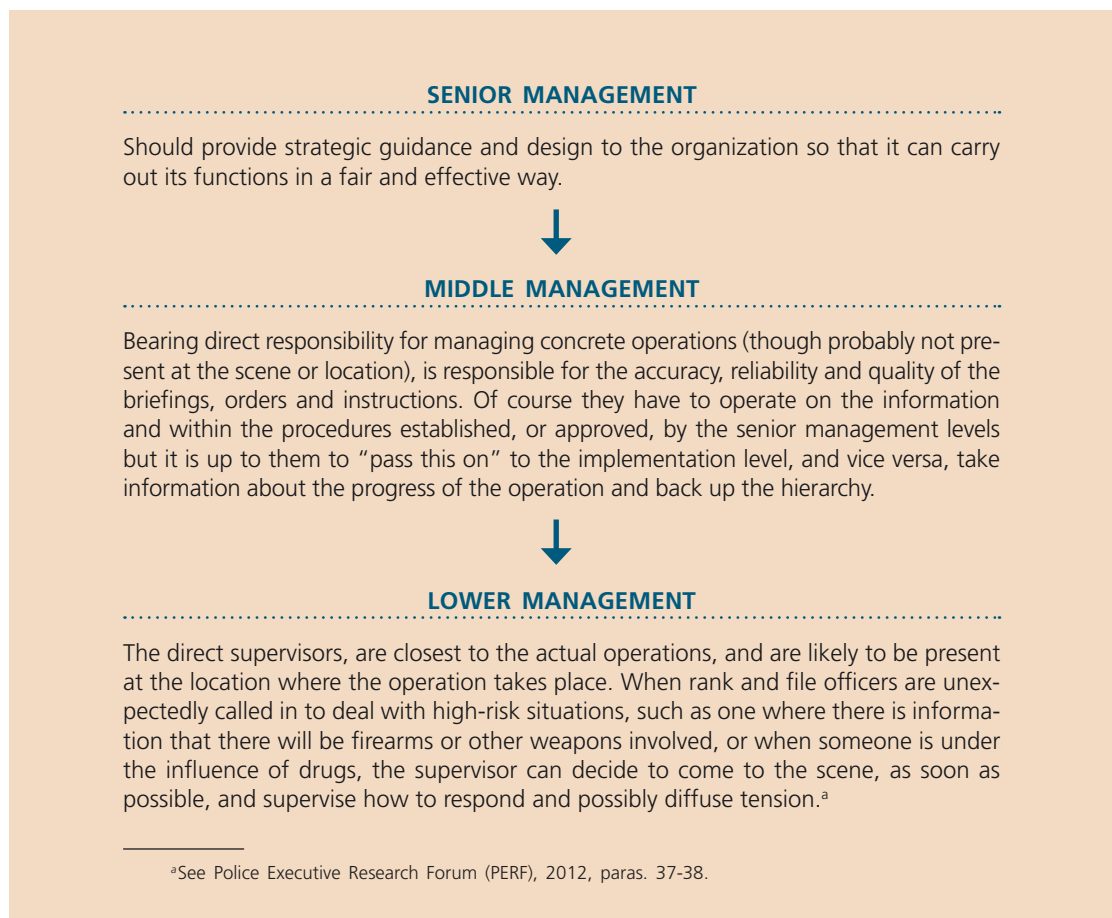 SENIOR MANAGEMENT
Should provide strategic guidance and design to the organization so that it can carry
out its functions in a fair and effective way.
MIDDLE MANAGEMENT
Bearing direct responsibility for managing concrete operations (though probably not pre-
sent at the scene or location), is responsible for the accuracy, reliability and quality of the
briefings, orders and instructions. Of course they have to operate on the information
and within the procedures established, or approved, by the senior management levels
but it is up to them to “pass this on” to the implementation level, and vice versa, take
information about the progress of the operation and back up the hierarchy.
LOWER MANAGEMENT
The direct supervisors, are closest to the actual operations, and are likely to be present
at the location where the operation takes place. When rank and file officers are unex-
pectedly called in to deal with high-risk situations, such as one where there is informa-
tion that there will be firearms or other weapons involved, or when someone is under
the influence of drugs, the supervisor can decide to come to the scene, as soon as
possible, and supervise how to respond and possibly diffuse tension.a
aSee Police Executive Research Forum (PERF), 2012, paras. 37-38.